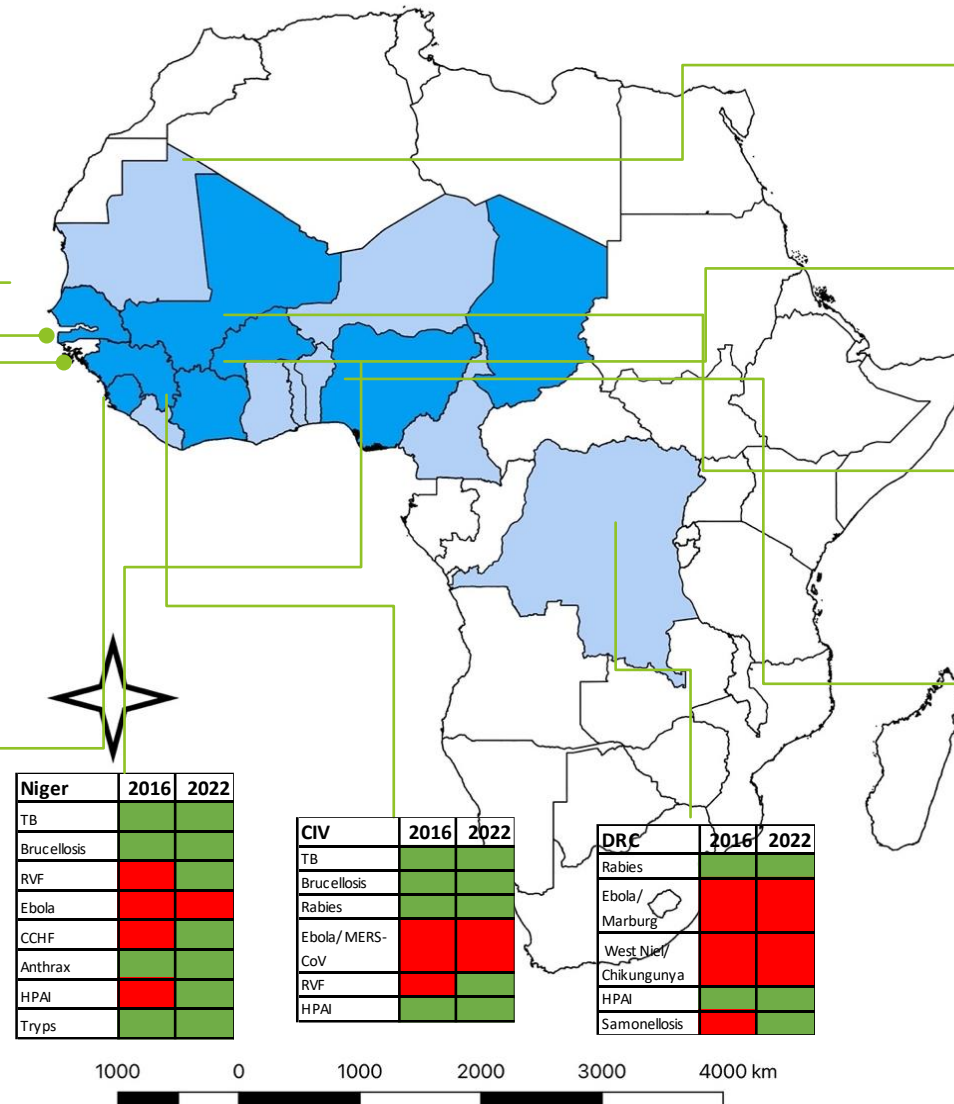 Niger 2016 2022
TB
Brucellosis
RVF
Ebola
CCHF
Anthrax
HPAI
Tryps
CIV 2016 2022
TB
Brucellosis
Rabies
Ebola/ MERS-
CoV
RVF
HPAI
DRC 2016 2022
Rabies
Ebola/
Marburg
West Niel/
Chikungunya
HPAI
Samonellosis
1000 0 1000 2000 3000 4000 km